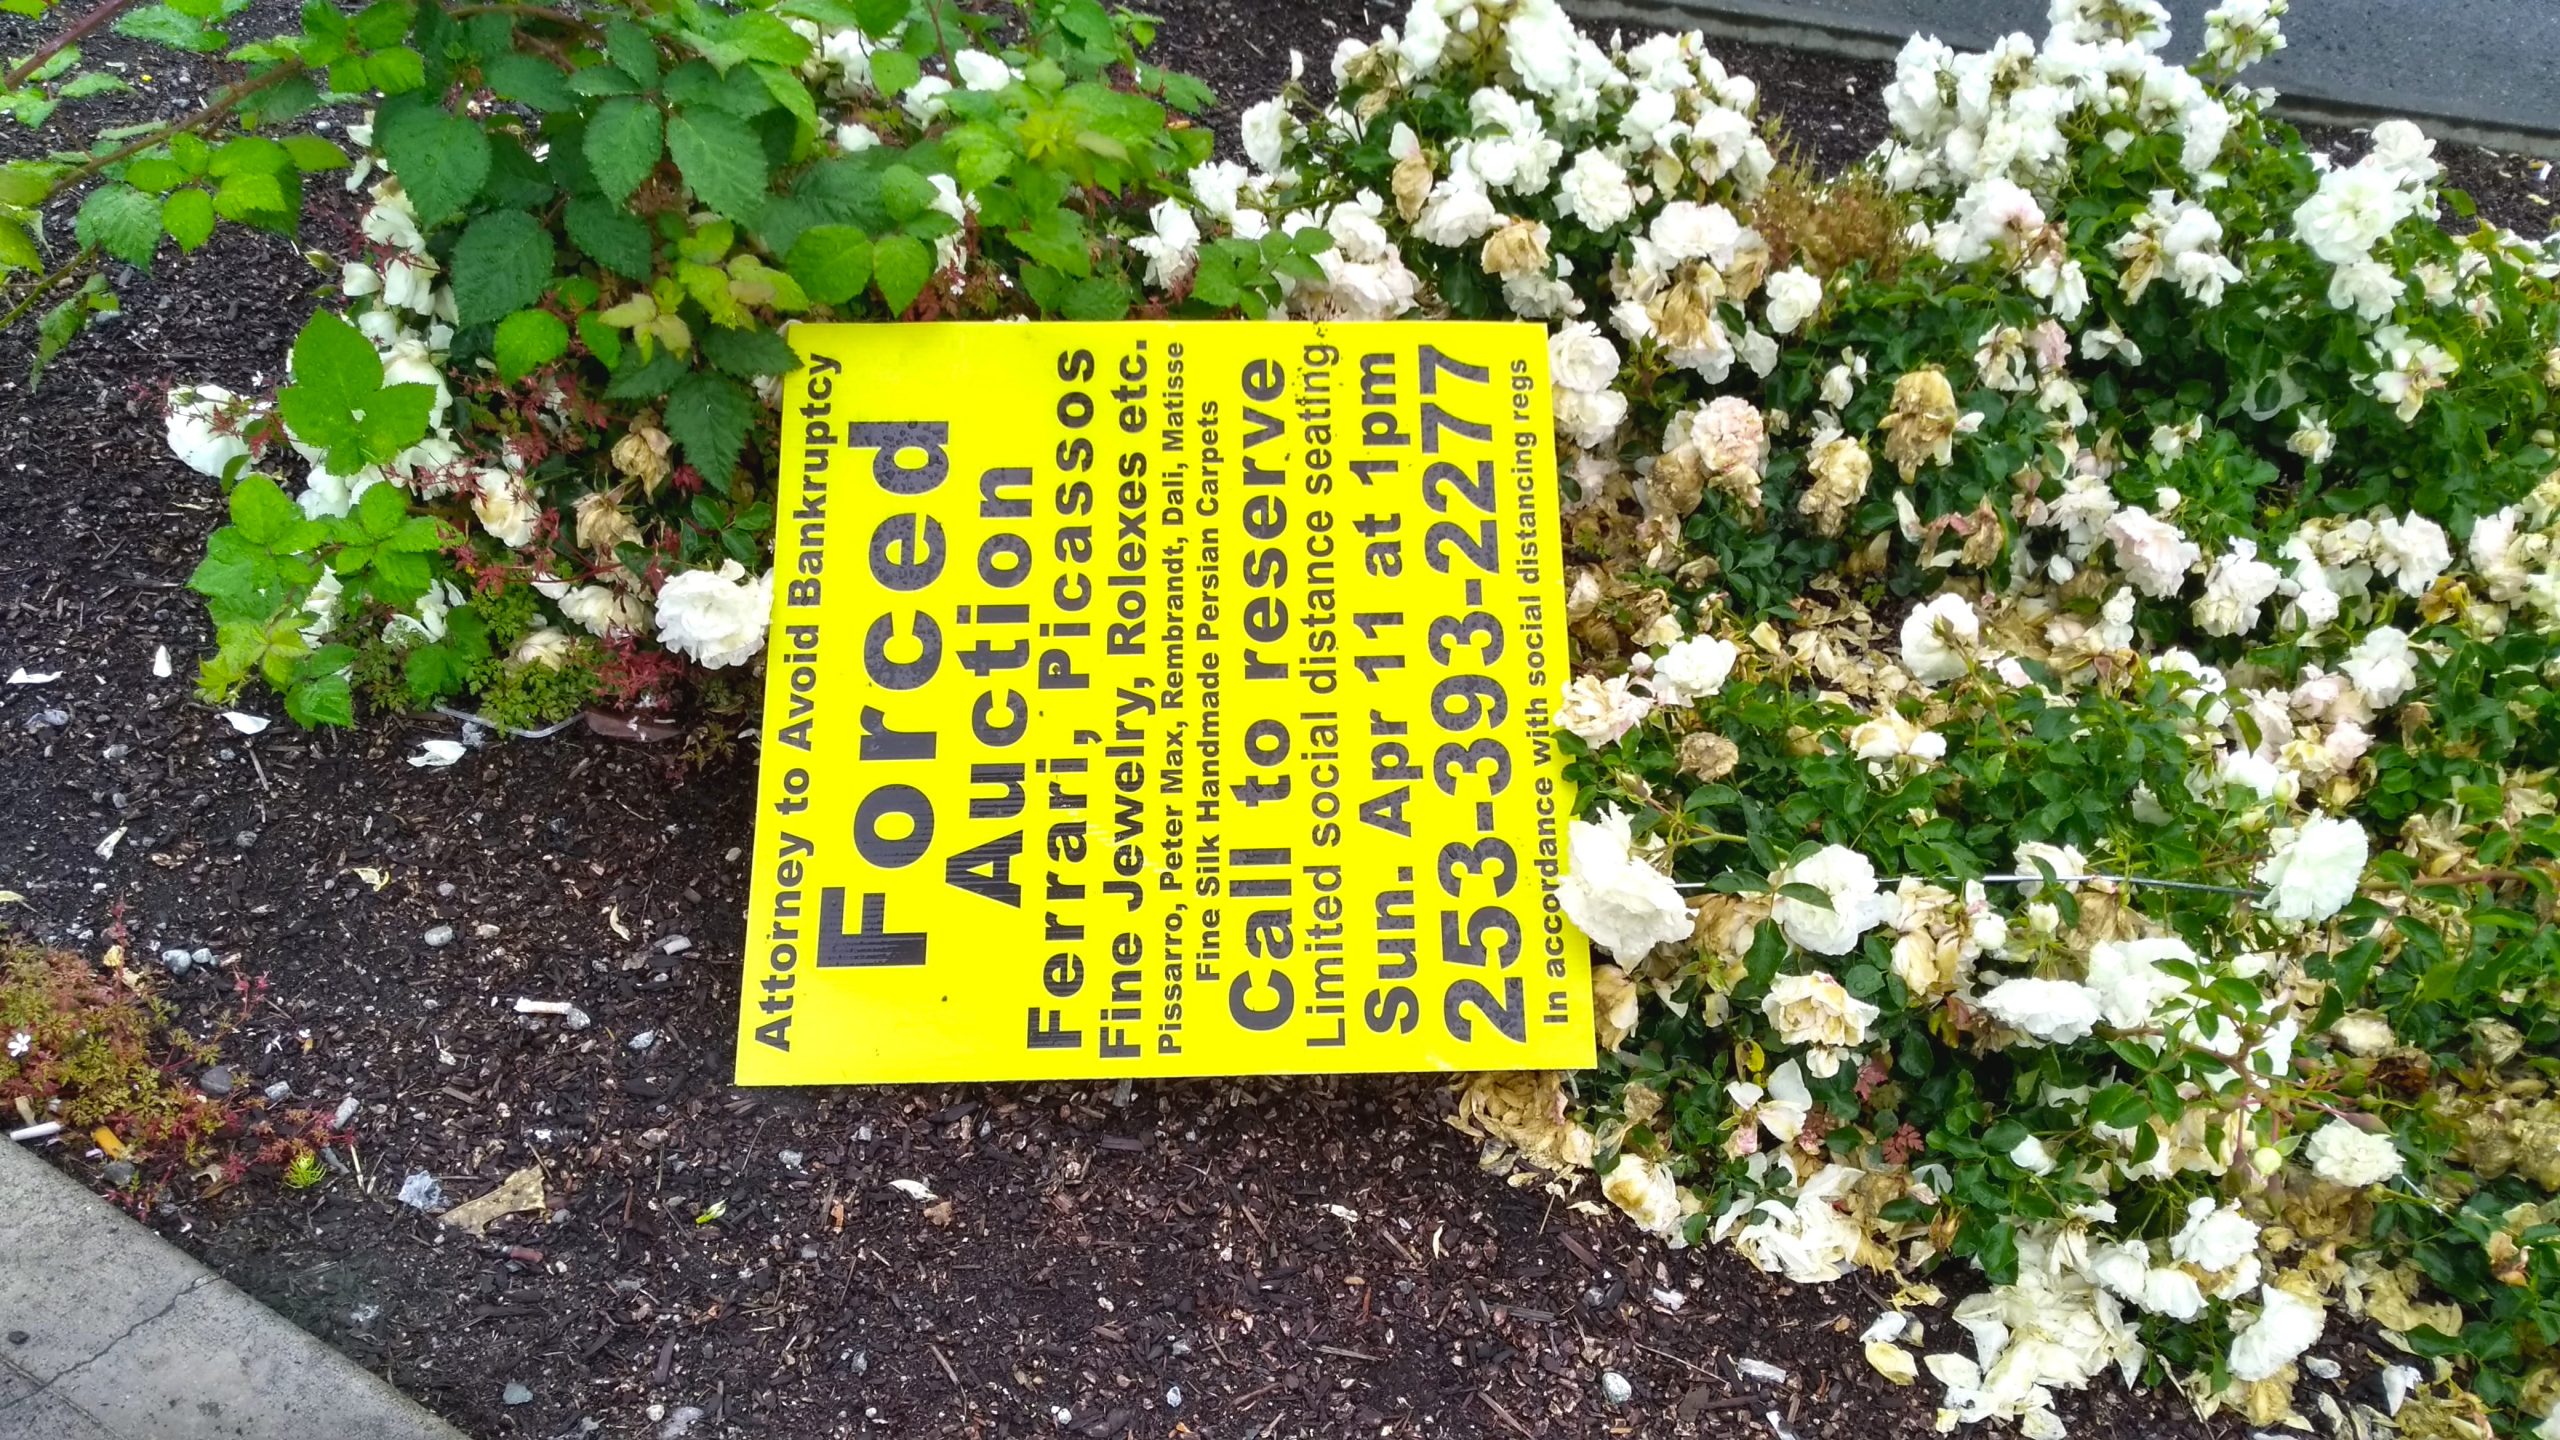 Attorney to Avoid Bankruptcy
Forced
Auction
Ferrari, Picassos
Fine Jewelry, Rolexes etc.
Pissarro, Peter Max, Rembrandt, Dali, Matisse
Fine Silk Handmade Persian Carpets
Call to reserve
Limited social distance seating
Sun. Apr 11 at 1pm
253-393-2277
In accordance with social distancing regs